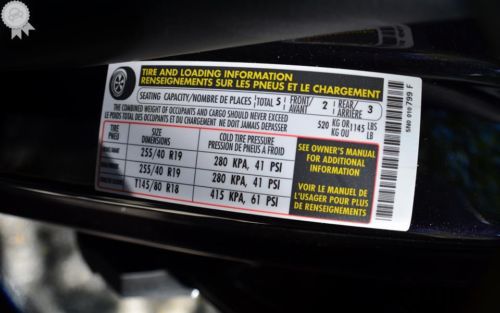 TIRE AND LOADING INFORMATION
RENSEIGNEMENTS SUR LES PNEUS ET LE CHARGEMENT
SEATING CAPACITY/NOMBRE DE PLACES TOTAL 5 FRONT AVANT 2 REAR/ARRIÈRE 3
THE COMBINED WEIGHT OF OCCUPANTS AND CARGO SHOULD NEVER EXCEED
LE POIDS TOTAL DES OCCUPANTS ET DU CHARGEMENT NE DOIT JAMAIS DÉPASSER
520 KG OR/KG OU 1145 LBS/LB
TIRE PNEU
SIZE DIMENSIONS
COLD TIRE PRESSURE
PRESSION DE PNEUS A FROID
255/40 R19 280 KPA, 41 PSI
255/40 R19 280 KPA, 41 PSI
T145/80 R18 415 KPA, 61 PSI
SEE OWNER'S MANUAL
FOR ADDITIONAL
INFORMATION
VOIR LE MANUEL DE
L'USAGER POUR PLUS
DE RENSEIGNEMENTS
799 F